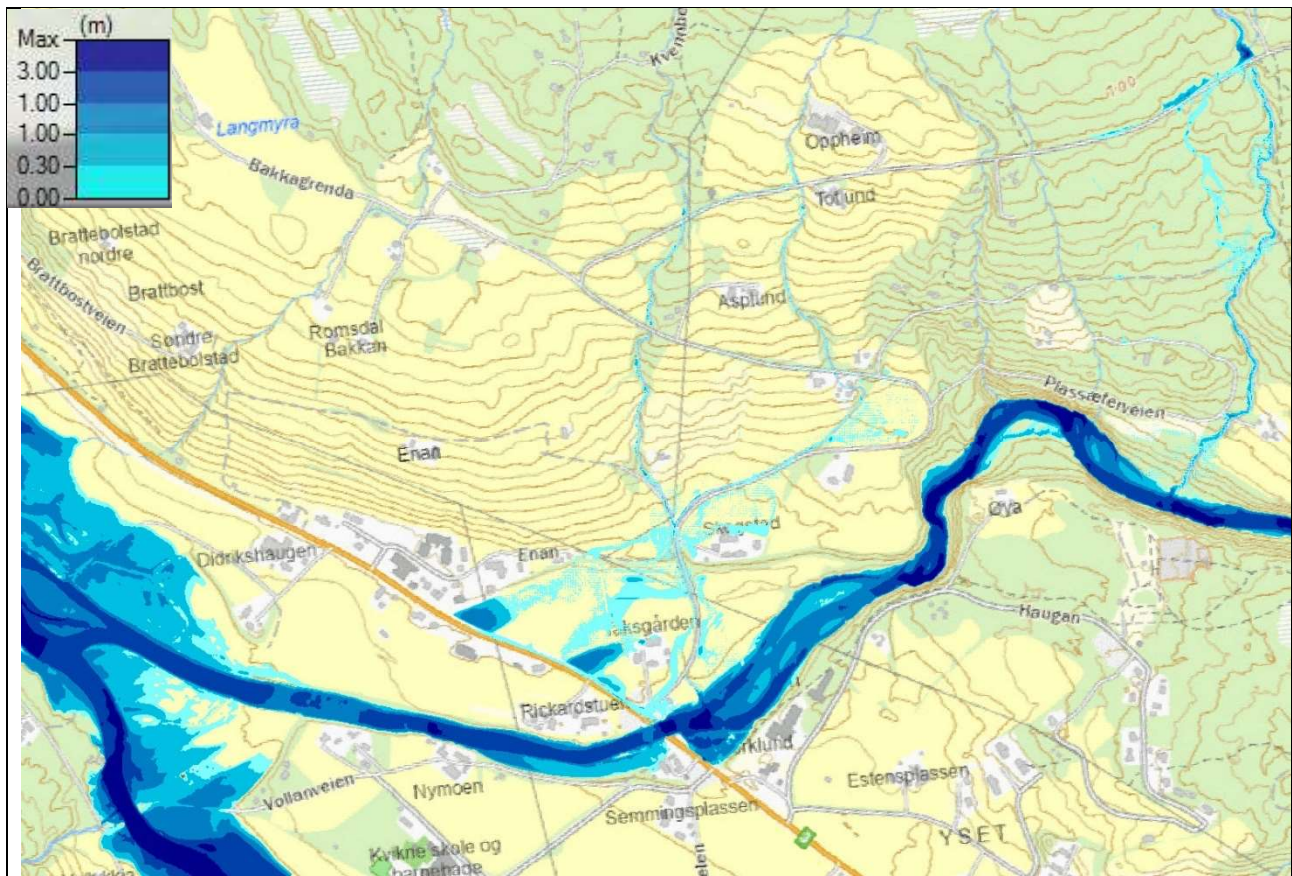 (m)
Max
3.00
1.00
1.00
0.30
0.00
Langmyra
Bakkagrenda
Oppheim
Totlund
700
Brattebolstad
nordre
Brattbostveien
Brattbost
Søndre
Brattebolstad
Romsdal
Bakkan
Asplund
Plassæterveien
Enan
Øya
Didrikshaugen
Enan
Haugan
Rickardstuen
Estensplassen
Vollanveien
Nymoen
Semmingsplassen
YSET
Kvikne skole og
barnehage